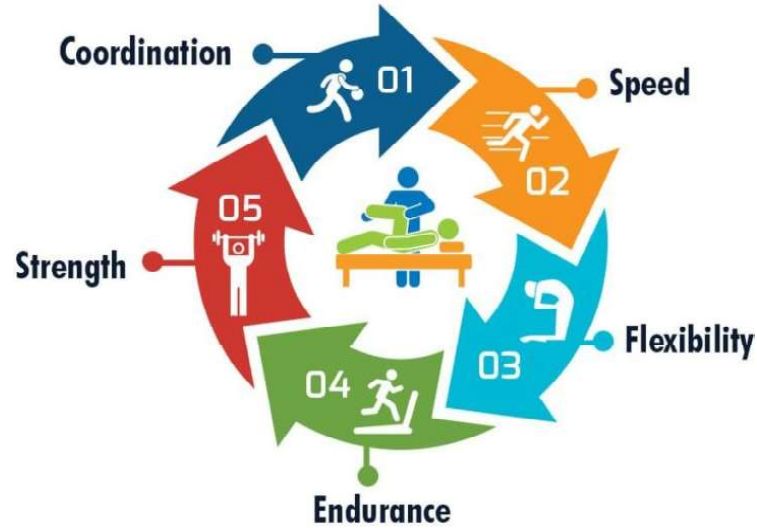 Coordination
01
Speed
02
Flexibility
03
Endurance
04
Strength
05